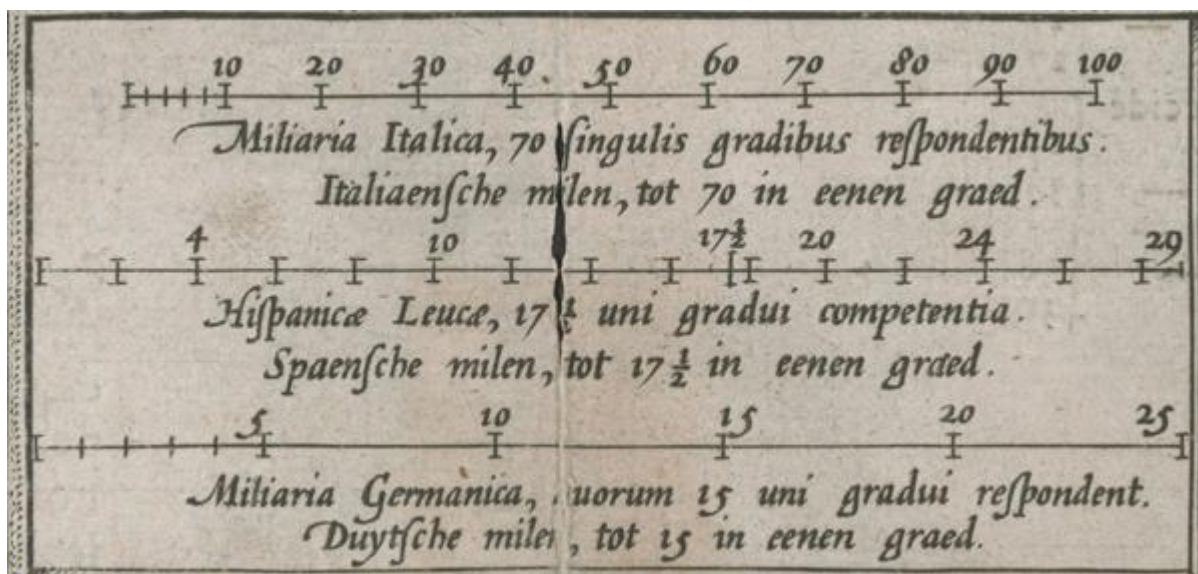 10 20 30 40 50 60 70 80 90 100
Miliaria Italica, 70 ſingulis gradibus reſpondentibus.
Italiaenſche milen, tot 70 in eenen graed.
4 10 17½ 20 24 29
Hiſpanicæ Leucæ, 17½ uni gradui competentia.
Spaenſche milen, tot 17½ in eenen graed.
5 10 15 20 25
Miliaria Germanica, uorum 15 uni gradui reſpondent.
Duytſche milen, tot 15 in eenen graed.